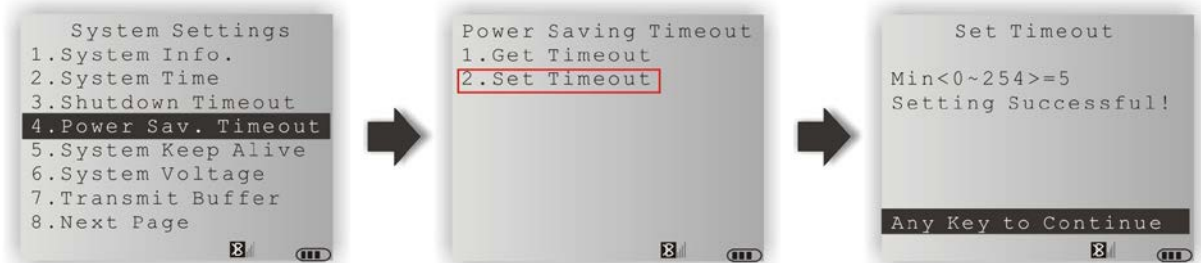 System Settings
1.System Info.
2.System Time
3.Shutdown Timeout
4.Power Sav. Timeout
5.System Keep Alive
6.System Voltage
7.Transmit Buffer
8.Next Page
Power Saving Timeout
1.Get Timeout
2.Set Timeout
Set Timeout
Min<0~254>=5
Setting Successful!
Any Key to Continue